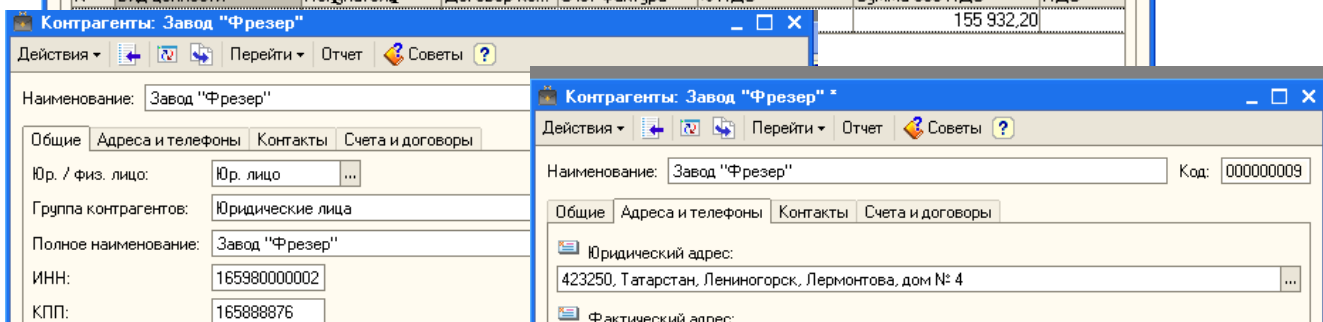 155 932,20
Контрагенты: Завод "Фрезер"
Действия Перейти Отчет Советы ?
Наименование: Завод "Фрезер"
Общие Адреса и телефоны Контакты Счета и договоры
Юр. / физ. лицо: Юр. лицо ...
Группа контрагентов: Юридические лица
Полное наименование: Завод "Фрезер"
ИНН: 165980000002
КПП: 165888876
Контрагенты: Завод "Фрезер" *
Действия Перейти Отчет Советы ?
Наименование: Завод "Фрезер" Код: 000000009
Общие Адреса и телефоны Контакты Счета и договоры
Юридический адрес:
423250, Татарстан, Лениногорск, Лермонтова, дом № 4 ...
Фактический адрес: